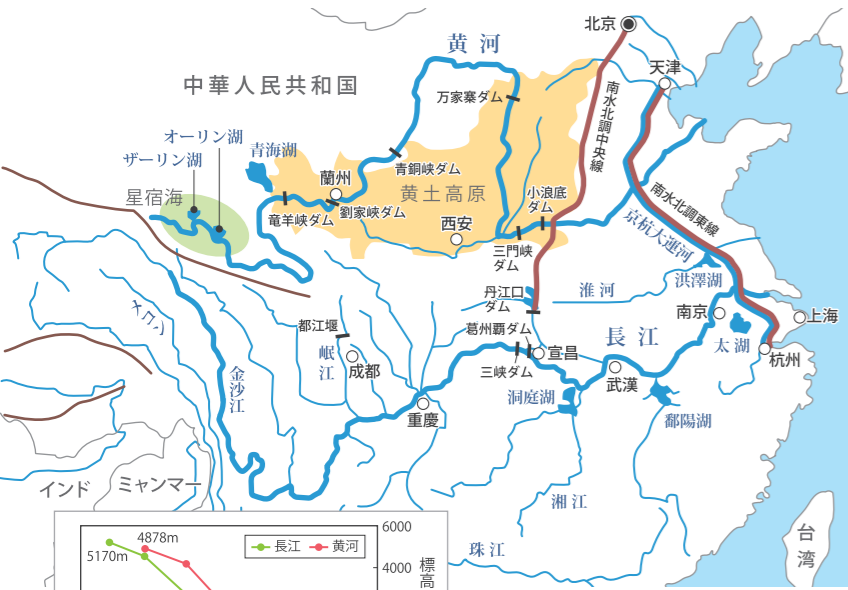 北京
黄河
天津
中華人民共和国
万家寨ダム
南水北調中央線
オーリン湖
ザーリン湖
青海湖
青銅峡ダム
蘭州
黄土高原
星宿海
小浪底
ダム
南水北調東線
竜羊峡ダム
劉家峡ダム
西安
京杭大運河
三門峡
ダム
洪澤湖
丹江口
ダム
淮河
メコン
都江堰
葛州覇ダム
長江
南京
上海
岷江
宣昌
太湖
成都
三峡ダム
杭州
金沙江
武漢
洞庭湖
重慶
鄱陽湖
インド
ミャンマー
湘江
珠江
台湾
6000
4878m
5170m
長江
黄河
4000
標高